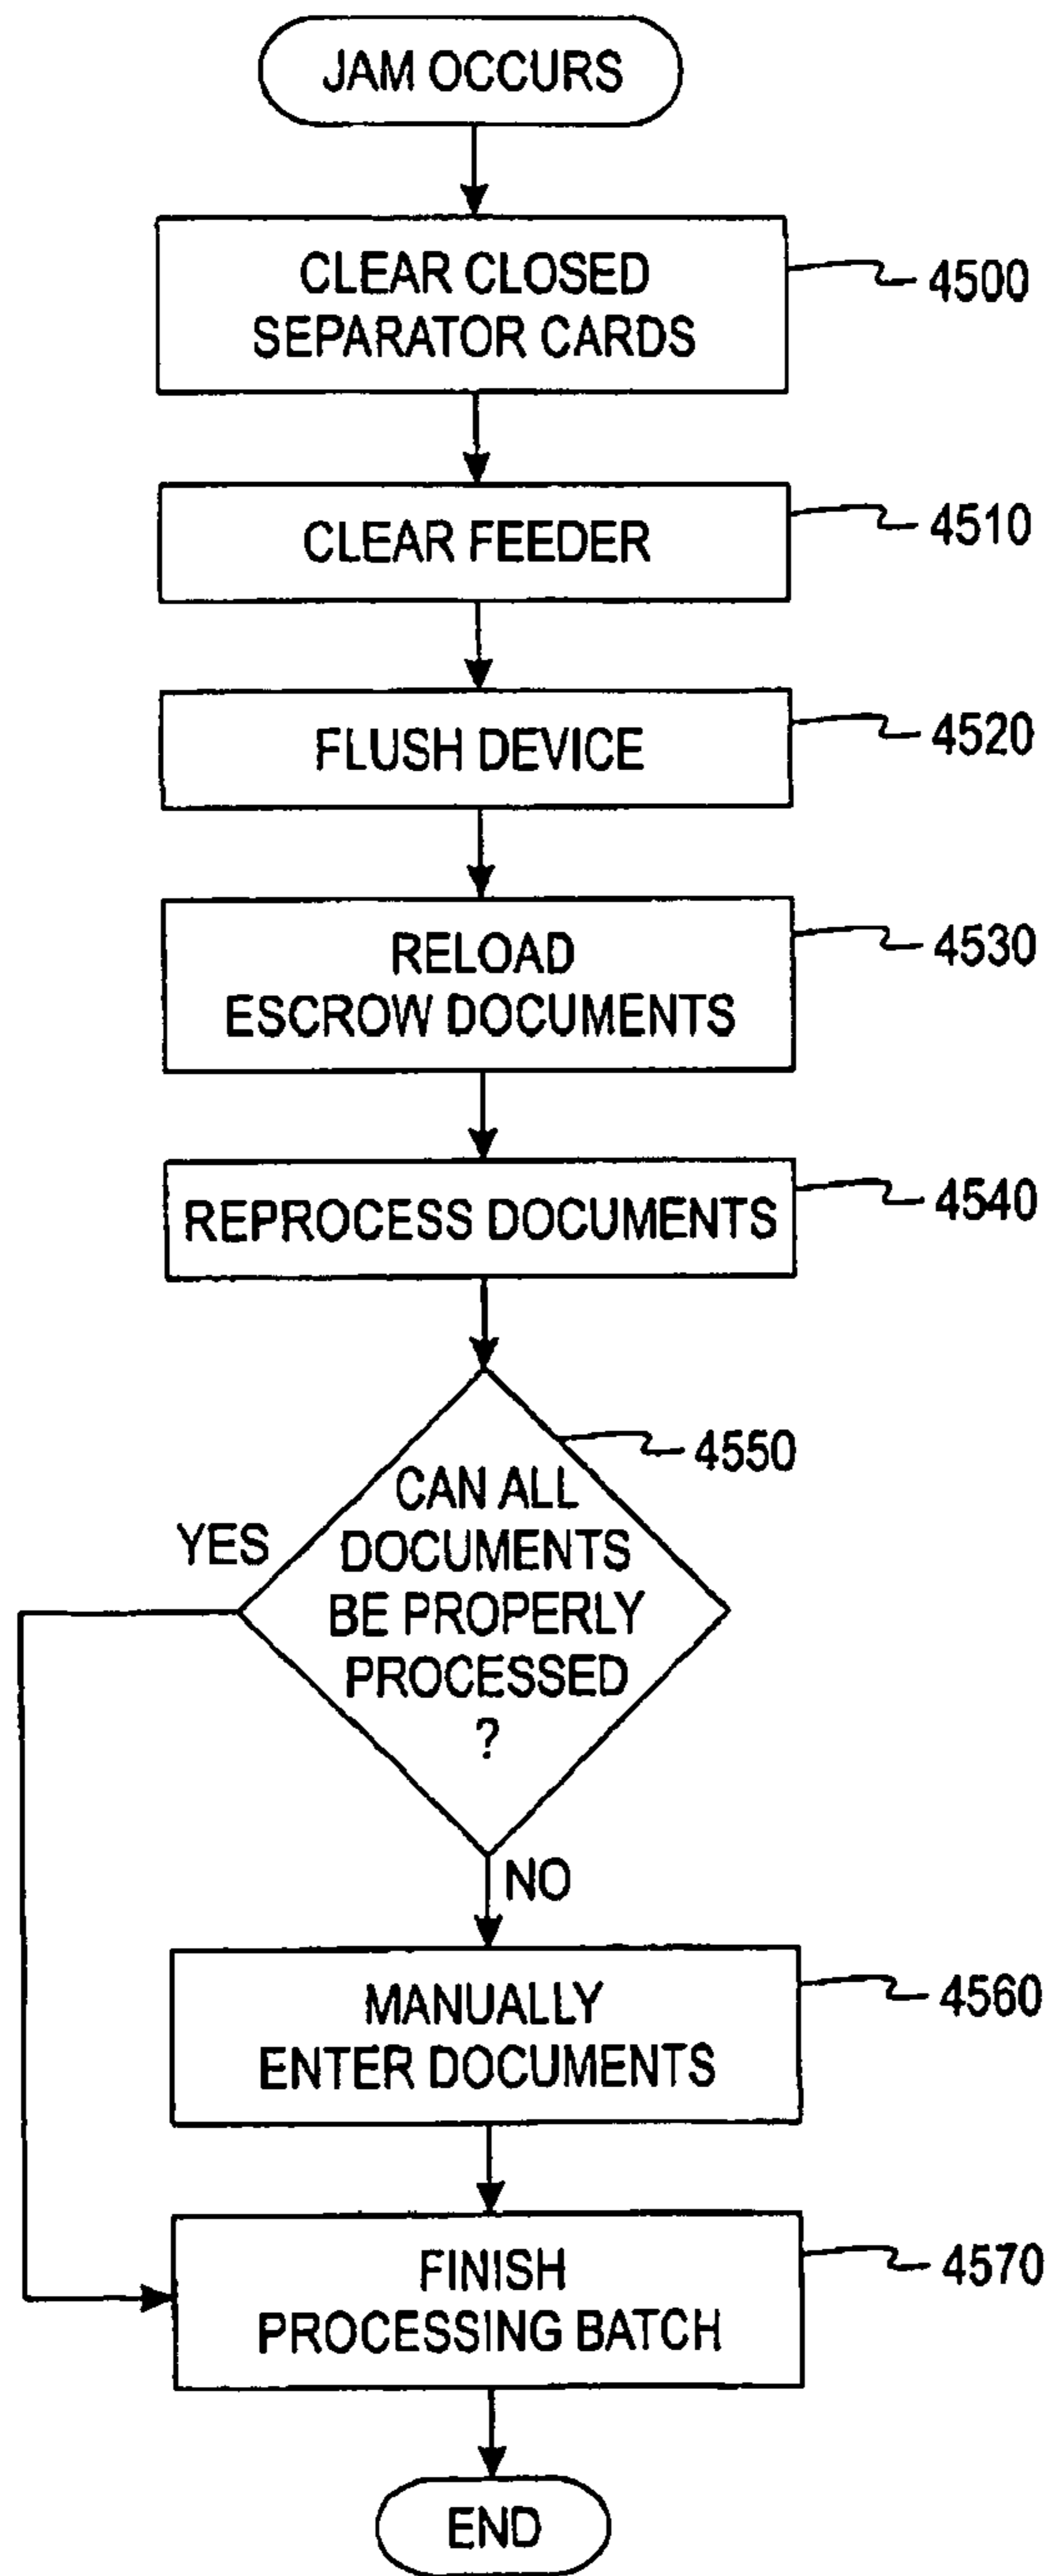 JAM OCCURS
CLEAR CLOSED
SEPARATOR CARDS
4500
CLEAR FEEDER
4510
FLUSH DEVICE
4520
RELOAD
ESCROW DOCUMENTS
4530
REPROCESS DOCUMENTS
4540
CAN ALL
DOCUMENTS
BE PROPERLY
PROCESSED
?
4550
YES
NO
MANUALLY
ENTER DOCUMENTS
4560
FINISH
PROCESSING BATCH
4570
END